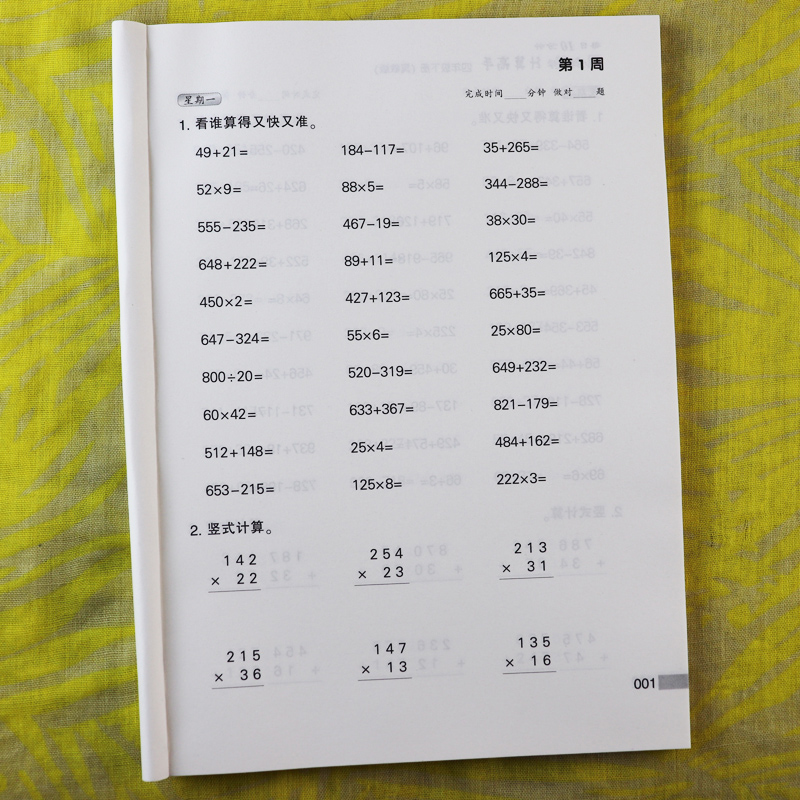 第1周
星期一
完成时间____分钟 做对____题
1. 看谁算得又快又准。
49+21= 184-117= 35+265=
52×9= 88×5= 344-288=
555-235= 467-19= 38×30=
648+222= 89+11= 125×4=
450×2= 427+123= 665+35=
647-324= 55×6= 25×80=
800÷20= 520-319= 649+232=
60×42= 633+367= 821-179=
512+148= 25×4= 484+162=
653-215= 125×8= 222×3=
2. 竖式计算。
142 254 213
× 22 × 23 × 31
215 147 135
× 36 × 13 × 16
001